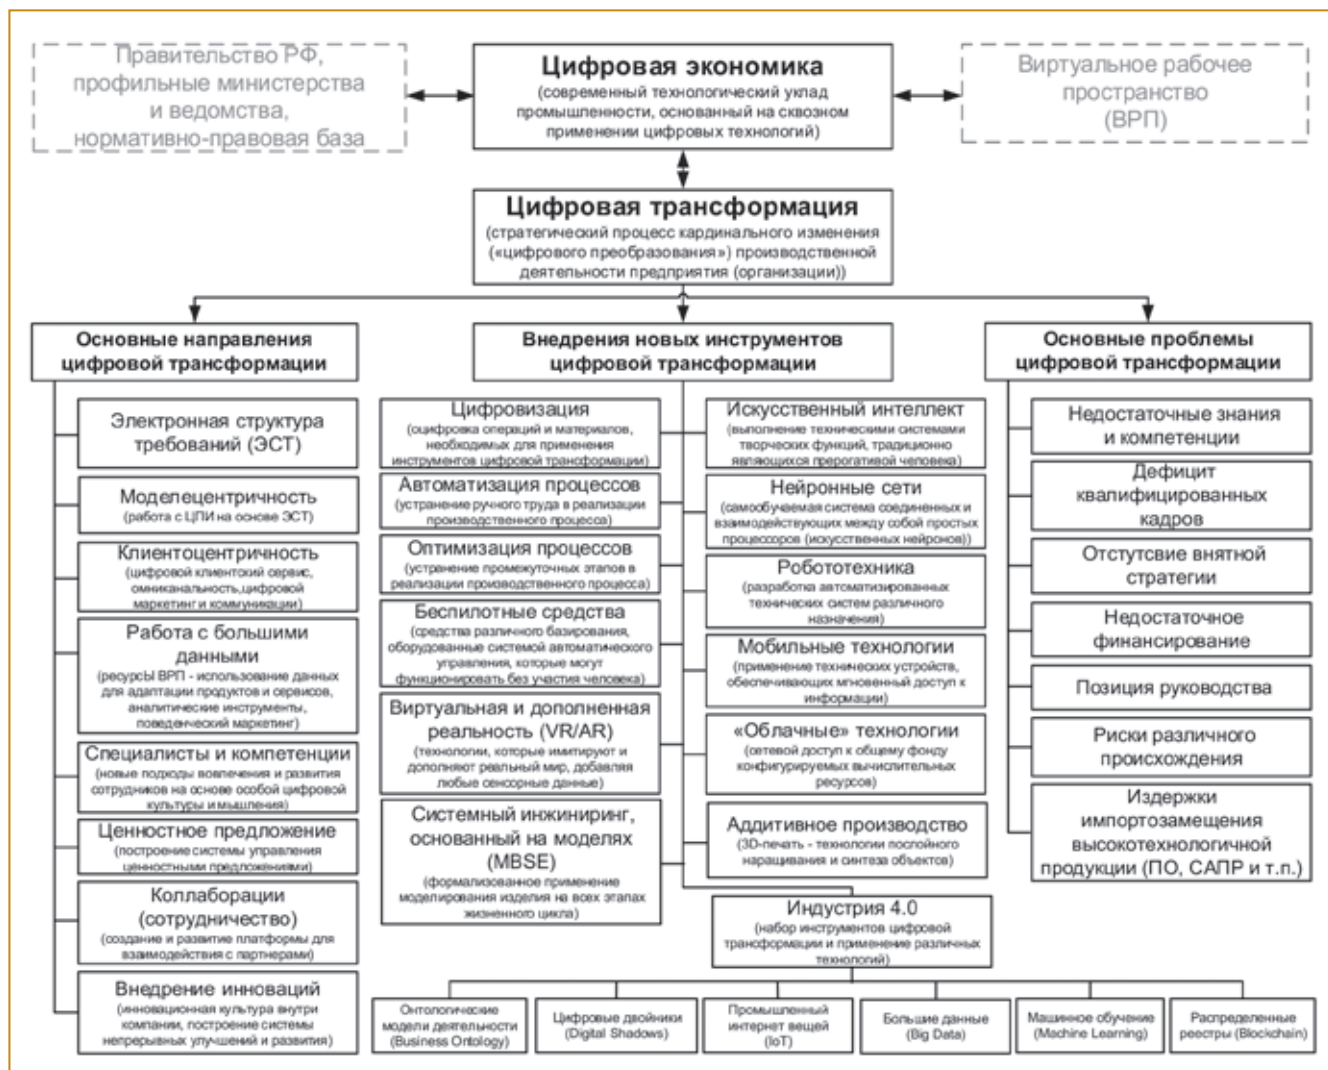 Правительство РФ,
профильные министерства
и ведомства,
нормативно-правовая база
Цифровая экономика
(современный технологический уклад
промышленности, основанный на сквозном
применении цифровых технологий)
Виртуальное рабочее
пространство
(ВРП)
Цифровая трансформация
(стратегический процесс кардинального изменения
(«цифрового преобразования») производственной
деятельности предприятия (организации))
Основные направления
цифровой трансформации
Электронная структура
требований (ЭСТ)
Моделецентричность
(работа с ЦПИ на основе ЭСТ)
Клиентоцентричность
(цифровой клиентский сервис,
омниканальность,цифровой
маркетинг и коммуникации)
Работа с большими
данными
(ресурсы ВРП - использование данных
для адаптации продуктов и сервисов,
аналитические инструменты,
поведенческий маркетинг)
Специалисты и компетенции
(новые подходы вовлечения и развития
сотрудников на основе особой цифровой
культуры и мышления)
Ценностное предложение
(построение системы управления
ценностными предложениями)
Коллаборации
(сотрудничество)
(создание и развитие платформы для
взаимодействия с партнерами)
Внедрение инноваций
(инновационная культура внутри
компании, построение системы
непрерывных улучшений и развития)
Внедрения новых инструментов
цифровой трансформации
Цифровизация
(оцифровка операций и материалов,
необходимых для применения
инструментов цифровой трансформации)
Автоматизация процессов
(устранение ручного труда в реализации
производственного процесса)
Оптимизация процессов
(устранение промежуточных этапов в
реализации производственного процесса)
Беспилотные средства
(средства различного базирования,
оборудованные системой автоматического
управления, которые могут
функционировать без участия человека)
Виртуальная и дополненная
реальность (VR/AR)
(технологии, которые имитируют и
дополняют реальный мир, добавляя
любые сенсорные данные)
Системный инжиниринг,
основанный на моделях
(MBSE)
(формализованное применение
моделирования изделия на всех этапах
жизненного цикла)
Искусственный интеллект
(выполнение техническими системами
творческих функций, традиционно
являющихся прерогативой человека)
Нейронные сети
(самообучаемая система соединенных и
взаимодействующих между собой простых
процессоров (искусственных нейронов))
Робототехника
(разработка автоматизированных
технических систем различного
назначения)
Мобильные технологии
(применение технических устройств,
обеспечивающих мгновенный доступ к
информации)
«Облачные» технологии
(сетевой доступ к общему фонду
конфигурируемых вычислительных
ресурсов)
Аддитивное производство
(3D-печать - технологии послойного
наращивания и синтеза объектов)
Индустрия 4.0
(набор инструментов цифровой
трансформации и применение различных
технологий)
Онтологические
модели деятельности
(Business Ontology)
Цифровые двойники
(Digital Shadows)
Промышленный
интернет вещей
(IoT)
Большие данные
(Big Data)
Машинное обучение
(Machine Learning)
Распределенные
реестры (Blockchain)
Основные проблемы
цифровой трансформации
Недостаточные знания
и компетенции
Дефицит
квалифицированных
кадров
Отстутсвие внятной
стратегии
Недостаточное
финансирование
Позиция руководства
Риски различного
происхождения
Издержки
импортозамещения
высокотехнологичной
продукции (ПО, САПР и т.п.)